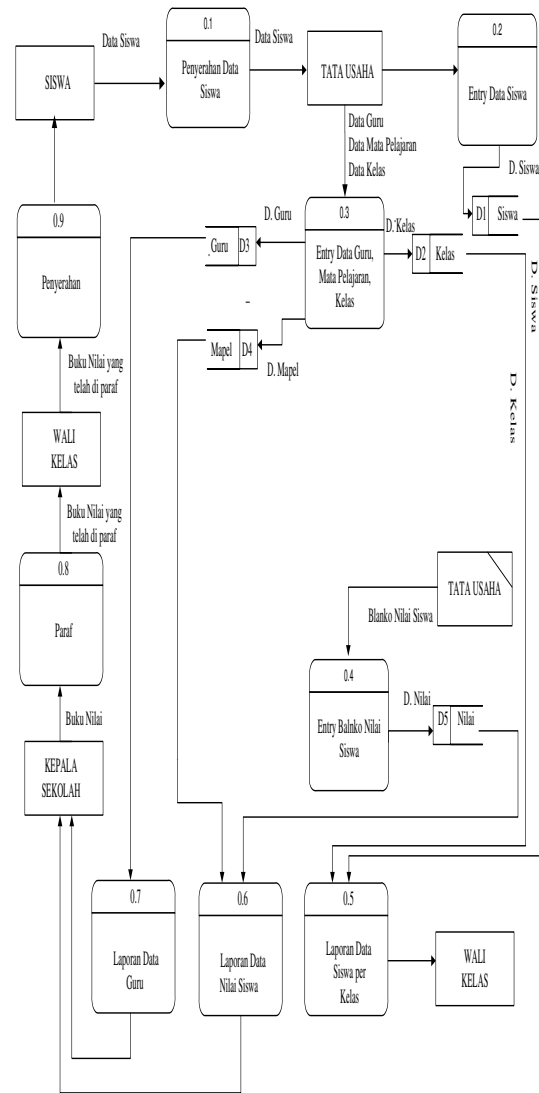 0.1
Data Siswa
Penyerahan Data
Siswa
Data Siswa
SISWA
TATA USAHA
0.2
Entry Data Siswa
Data Guru
Data Mata Pelajaran
Data Kelas
D. Siswa
D1 Siswa
0.3
Entry Data Guru,
Mata Pelajaran,
Kelas
D. Guru
Guru D3
D. Kelas
D2 Kelas
Mapel D4
D. Mapel
D. Siswa
D. Kelas
0.9
Penyerahan
Buku Nilai yang
telah di paraf
WALI
KELAS
Buku Nilai yang
telah di paraf
0.8
Paraf
Buku Nilai
KEPALA
SEKOLAH
TATA USAHA
Blanko Nilai Siswa
0.4
Entry Balnko Nilai
Siswa
D. Nilai
D5 Nilai
0.7
Laporan Data
Guru
0.6
Laporan Data
Nilai Siswa
0.5
Laporan Data
Siswa per
Kelas
WALI
KELAS